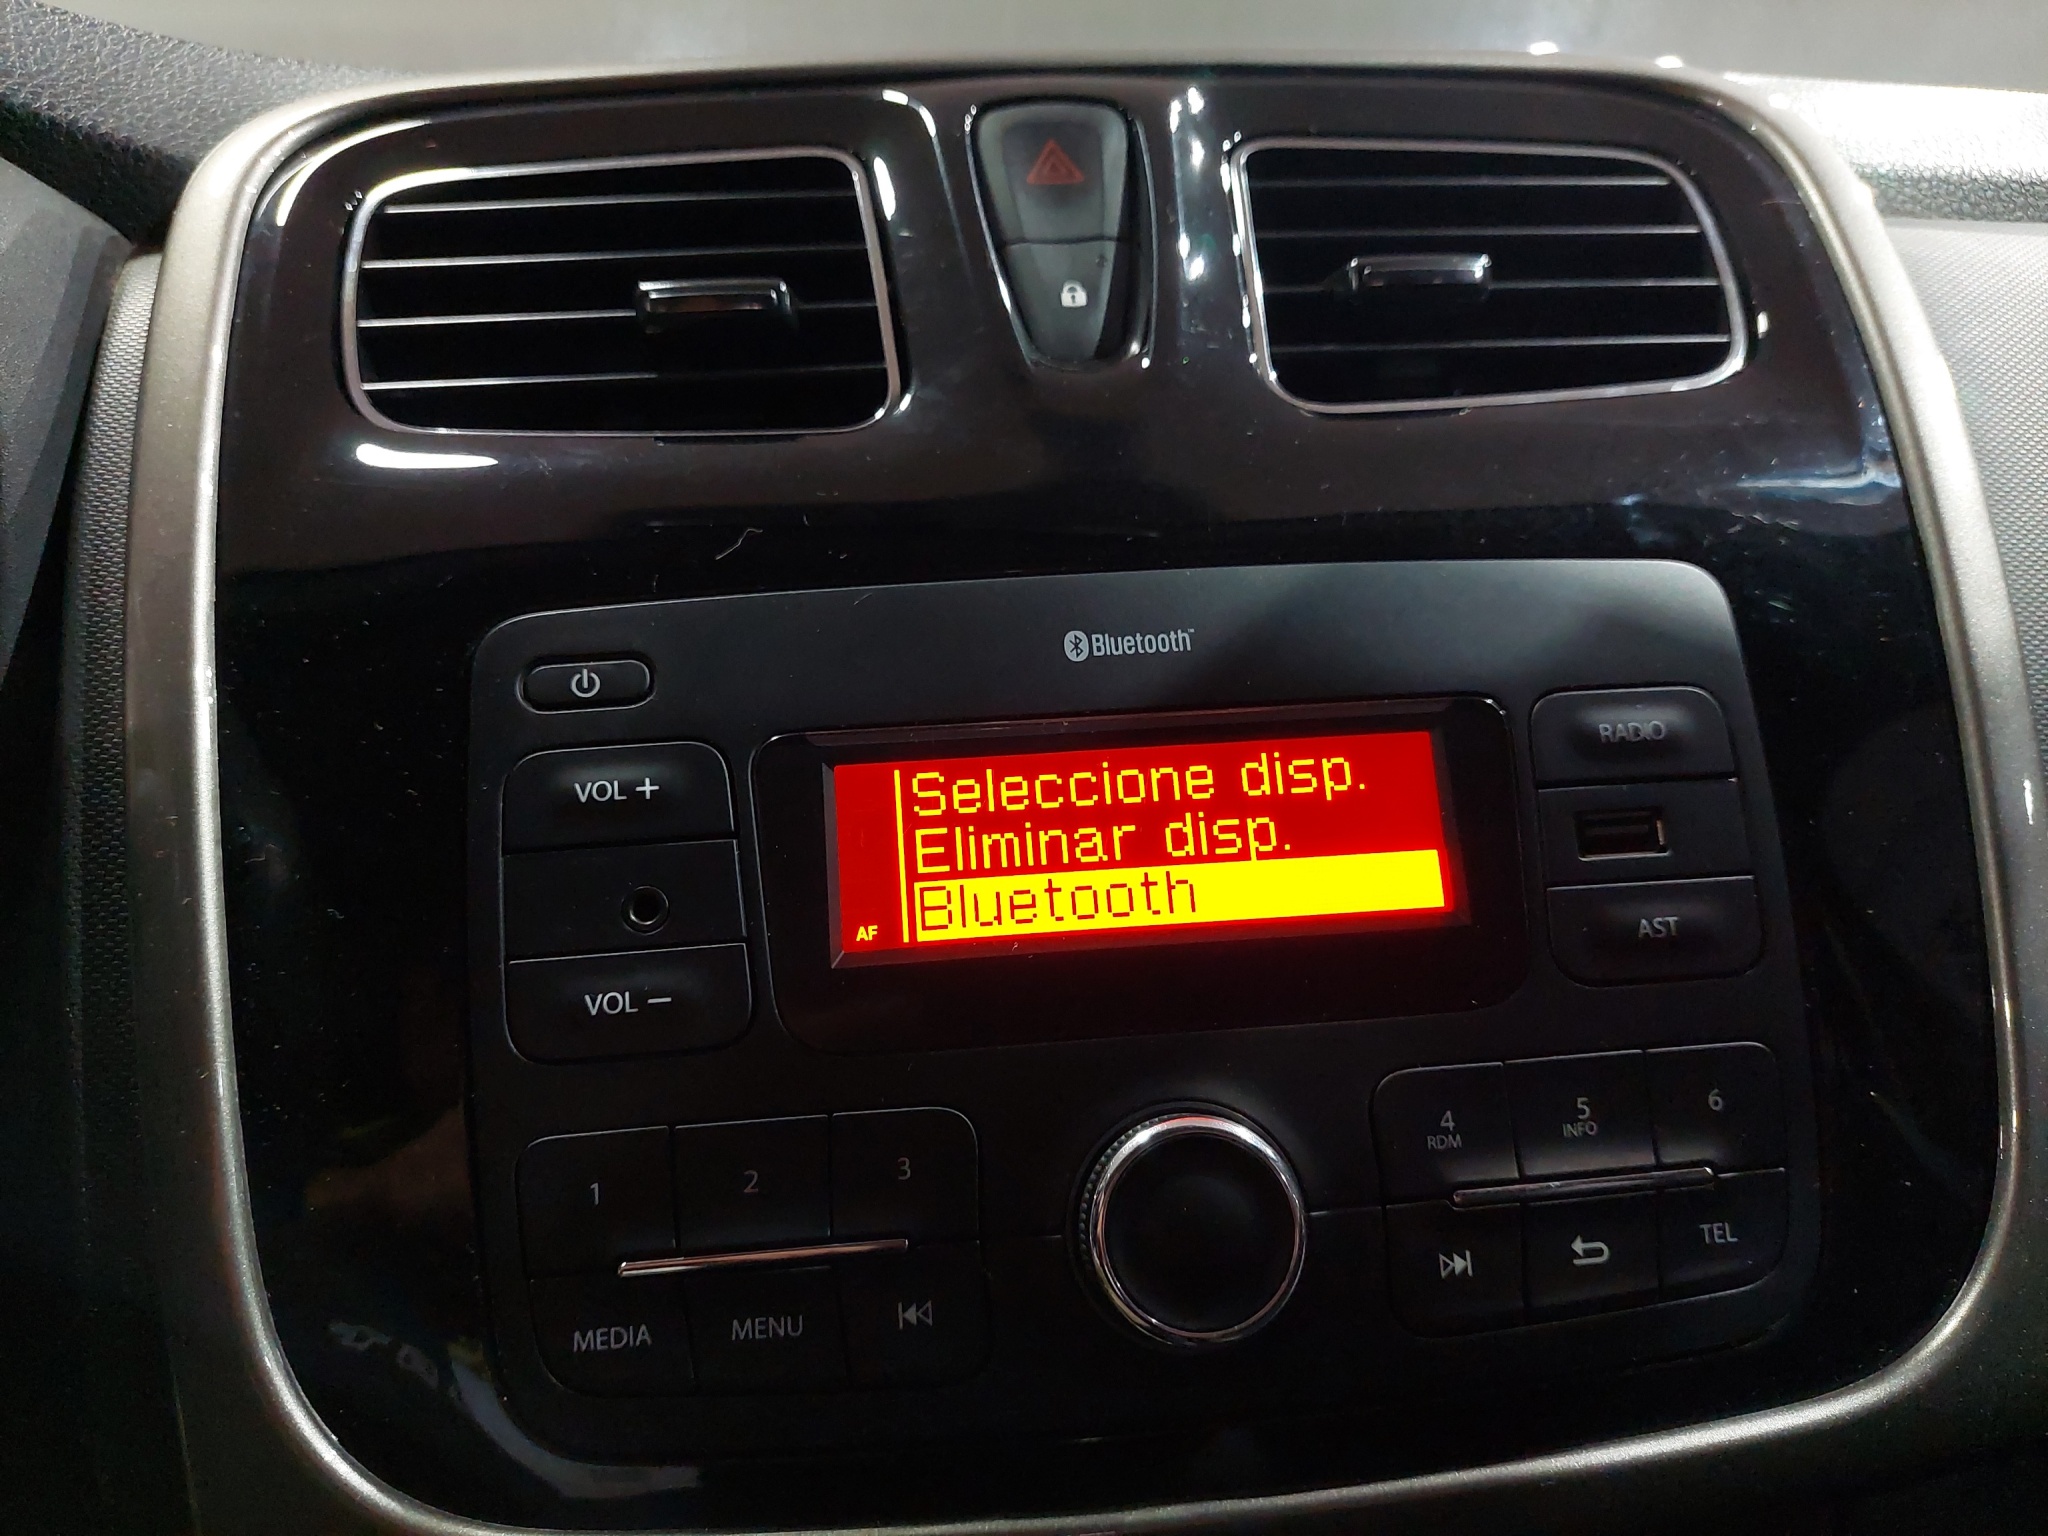 Bluetooth™
RADIO
VOL +
Seleccione disp.
Eliminar disp.
Bluetooth
AF
AST
VOL −
1
2
3
4
RDM
5
INFO
6
MEDIA
MENU
TEL